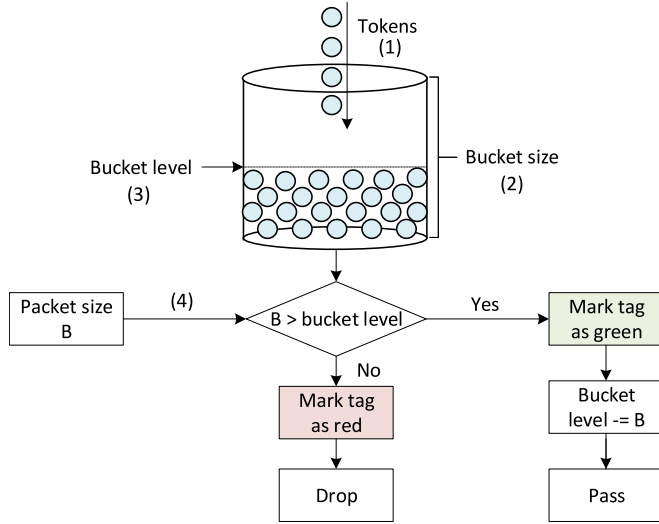 Tokens
(1)
Bucket level
(3)
Bucket size
(2)
Packet size
B
(4)
B > bucket level
Yes
Mark tag
as green
No
Mark tag
as red
Bucket
level -= B
Drop
Pass